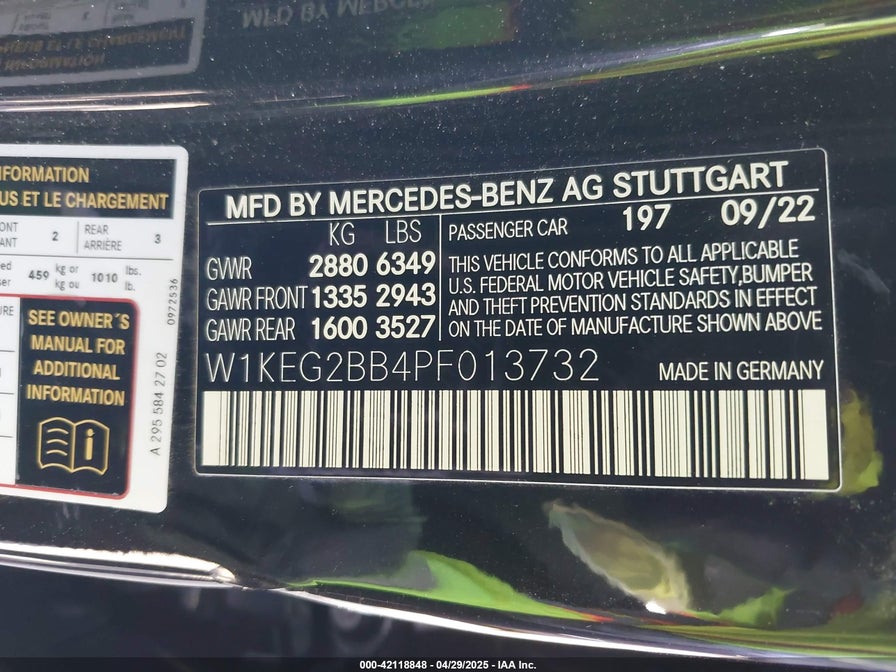 MFD BY MERCEDES-BENZ AG STUTTGART
KG LBS
GVWR 2880 6349
GAWR FRONT 1335 2943
GAWR REAR 1600 3527
PASSENGER CAR 197 09/22
THIS VEHICLE CONFORMS TO ALL APPLICABLE
U.S. FEDERAL MOTOR VEHICLE SAFETY,BUMPER
AND THEFT PREVENTION STANDARDS IN EFFECT
ON THE DATE OF MANUFACTURE SHOWN ABOVE
W1KEG2BB4PF013732 MADE IN GERMANY
US ET LE CHARGEMENT
2 REAR 3
ARRIÈRE
459 kg or 1010 lbs.
kg ou lb.
0972536
SEE OWNER´S
MANUAL FOR
ADDITIONAL
INFORMATION
A 295 584 27 02
000-42118848 - 04/29/2025 - IAA Inc.